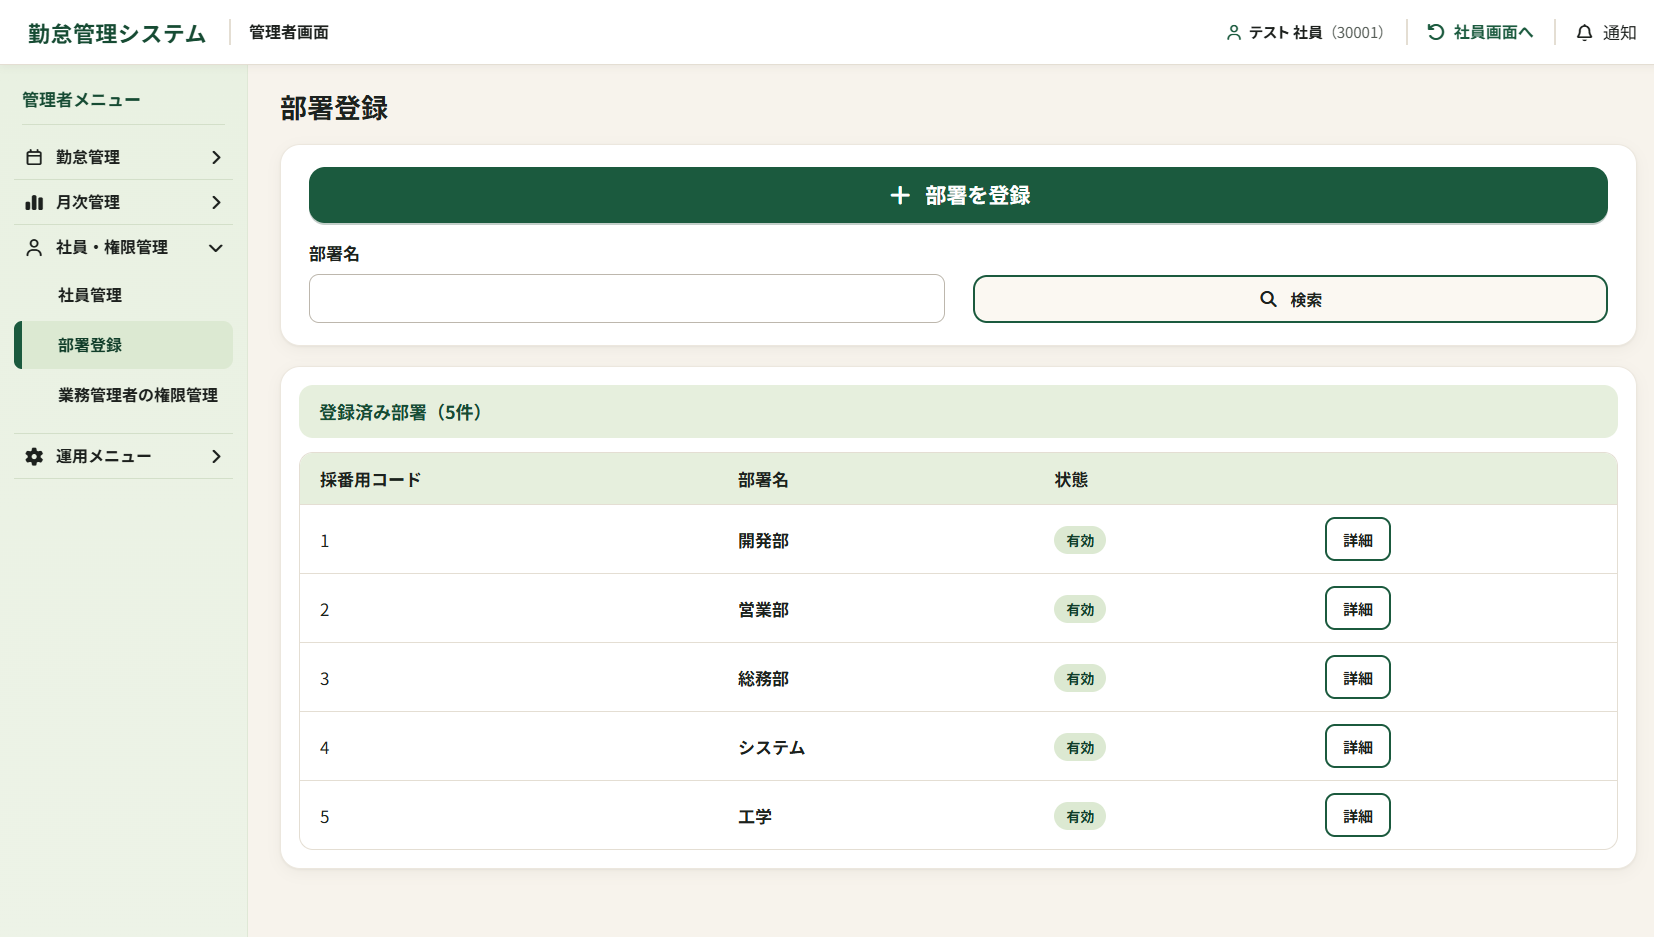 勤怠管理システム
管理者画面
テスト 社員（30001）
社員画面へ
通知
管理者メニュー
勤怠管理
月次管理
社員・権限管理
社員管理
部署登録
業務管理者の権限管理
運用メニュー
部署登録
部署を登録
部署名
検索
登録済み部署（5件）
採番用コード 部署名 状態
1 開発部 有効 詳細
2 営業部 有効 詳細
3 総務部 有効 詳細
4 システム 有効 詳細
5 工学 有効 詳細